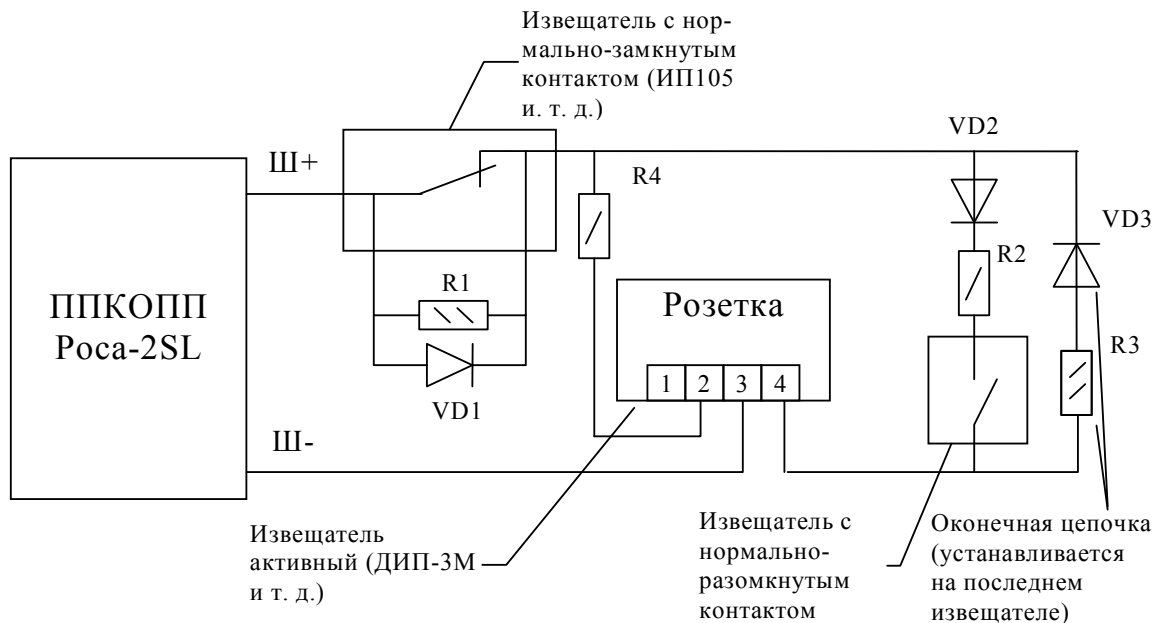 Извещатель с нор-
мально-замкнутым
контактом (ИП105
и. т. д.)
VD2
Ш+
R4
VD3
R2
R1
ППКОПП
Роса-2SL
Розетка
R3
1 2 3 4
VD1
Ш-
Извещатель
активный (ДИП-3М
и т. д.)
Извещатель с
нормально-
разомкнутым
контактом
Оконечная цепочка
(устанавливается
на последнем
извещателе)